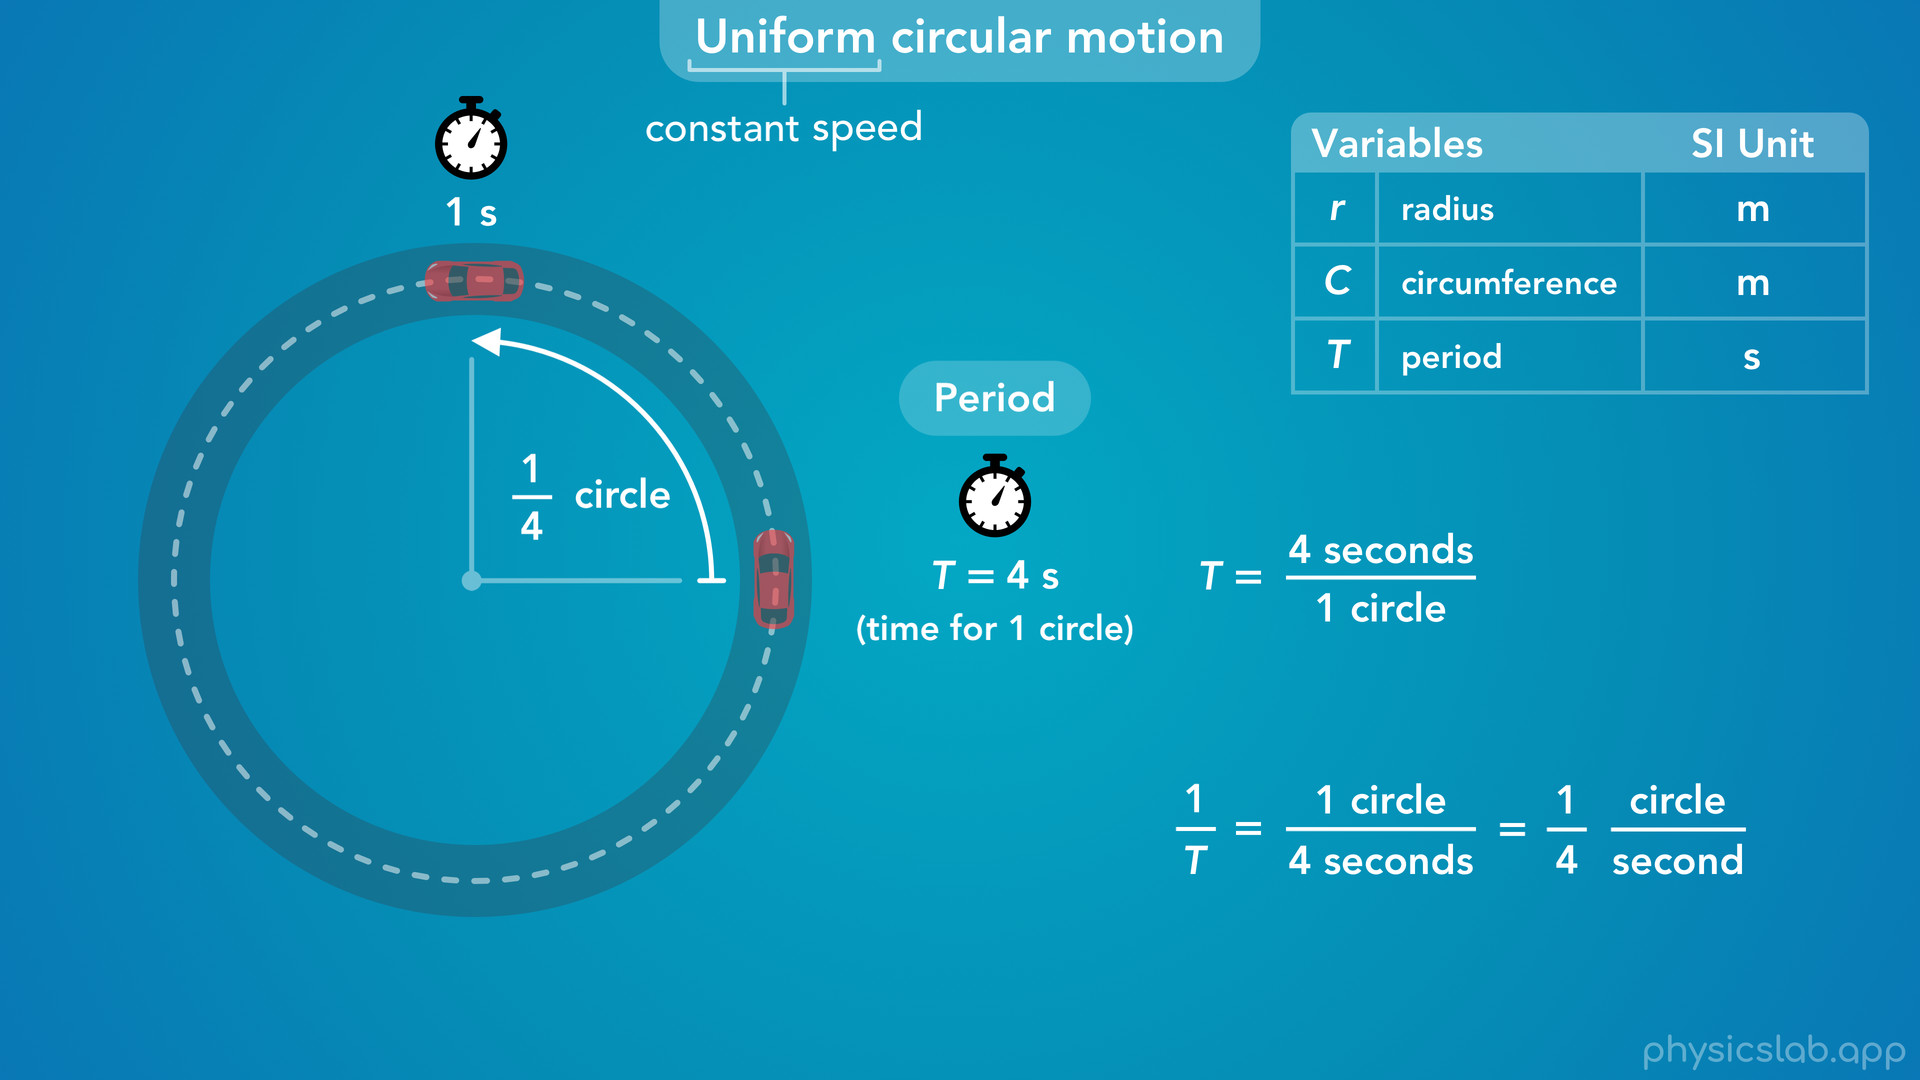 Uniform circular motion
constant speed
1 s
1/4 circle
Period
T = 4 s
(time for 1 circle)
Variables SI Unit
r radius m
C circumference m
T period s
T = 4 seconds / 1 circle
1/T = 1 circle / 4 seconds = 1/4 circle / second
physicslab.app